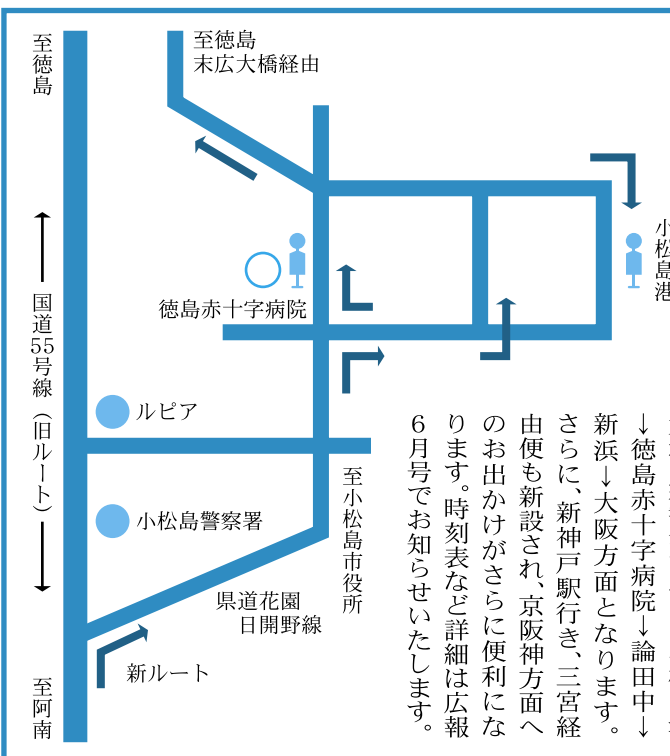 至徳島
至徳島
末広大橋経由
小松島港
徳島赤十字病院
国道55号線（旧ルート）
ルピア
小松島警察署
至小松島市役所
県道花園
日開野線
新ルート
至阿南
↓徳島赤十字病院↓論田中↓
新浜↓大阪方面となります。
さらに、新神戸駅行き、三宮経
由便も新設され、京阪神方面へ
のお出かけがさらに便利にな
ります。時刻表など詳細は広報
6月号でお知らせいたします。